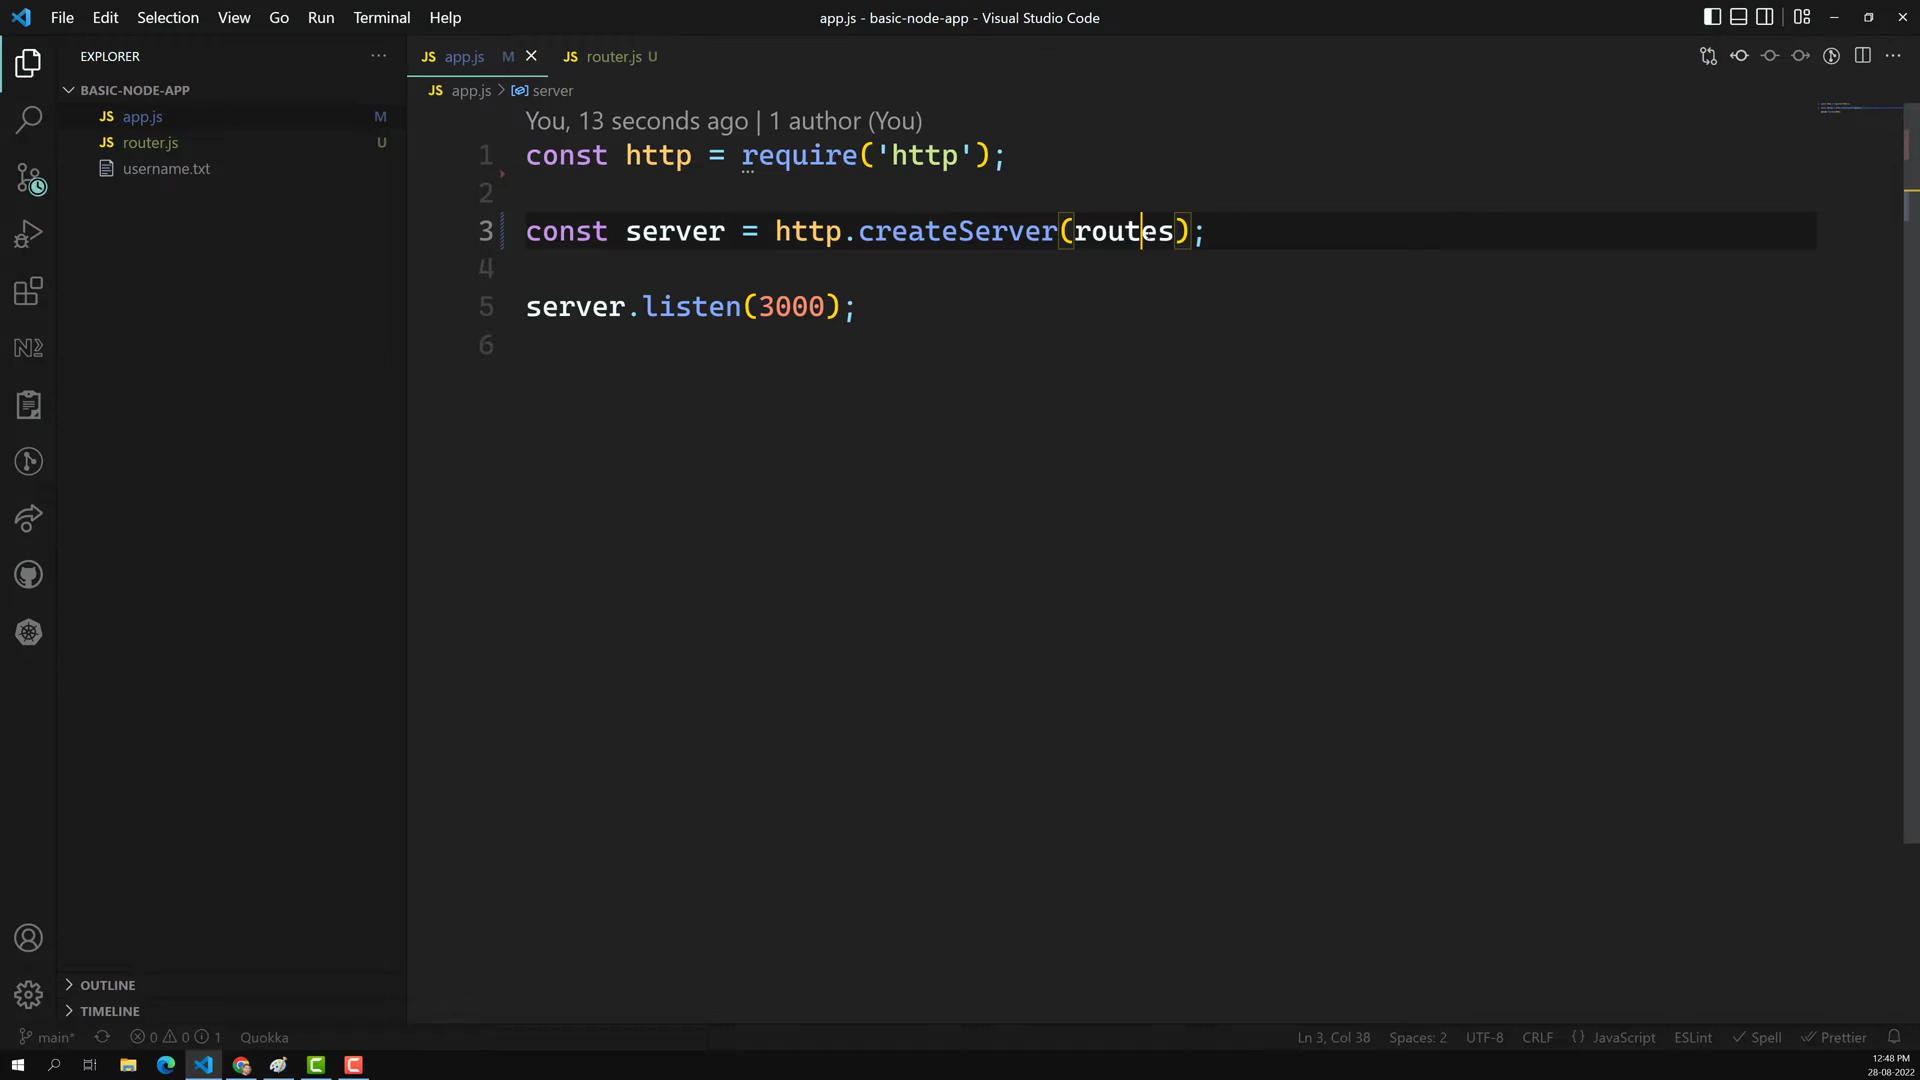 File Edit Selection View Go Run Terminal Help
app.js - basic-node-app - Visual Studio Code
EXPLORER
BASIC-NODE-APP
JS app.js M
JS router.js U
username.txt
OUTLINE
TIMELINE
JS app.js M
JS router.js U
JS app.js > server
You, 13 seconds ago | 1 author (You)
1 const http = require('http');
2
3 const server = http.createServer(routes);
4
5 server.listen(3000);
6
main* 0 0 1 Quokka
Ln 3, Col 38 Spaces: 2 UTF-8 CRLF {} JavaScript ESLint Spell Prettier
12:48 PM
28-08-2022